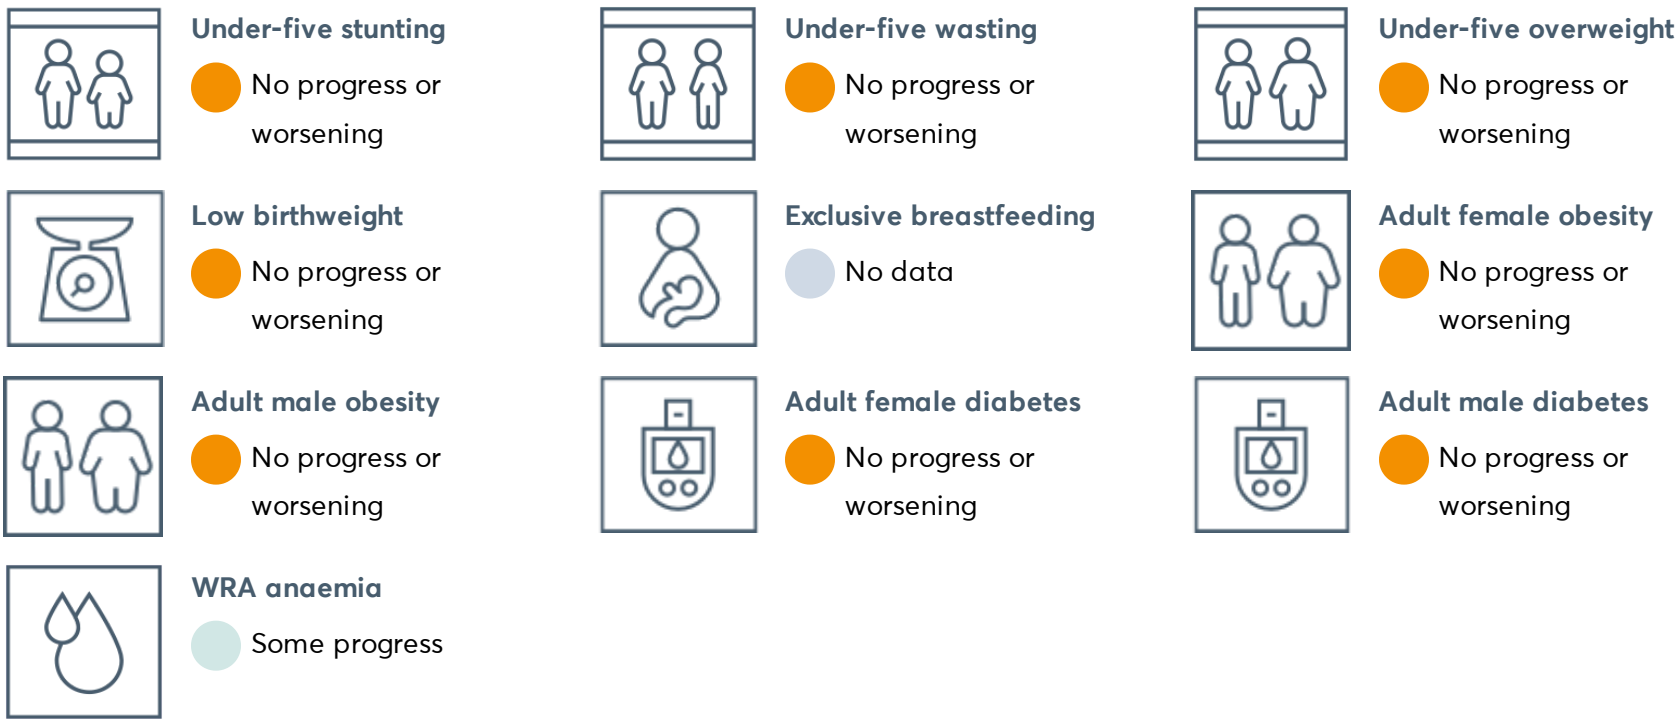 Under-five stunting
No progress or
worsening
Under-five wasting
No progress or
worsening
Under-five overweight
No progress or
worsening
Low birthweight
No progress or
worsening
Exclusive breastfeeding
No data
Adult female obesity
No progress or
worsening
Adult male obesity
No progress or
worsening
Adult female diabetes
No progress or
worsening
Adult male diabetes
No progress or
worsening
WRA anaemia
Some progress